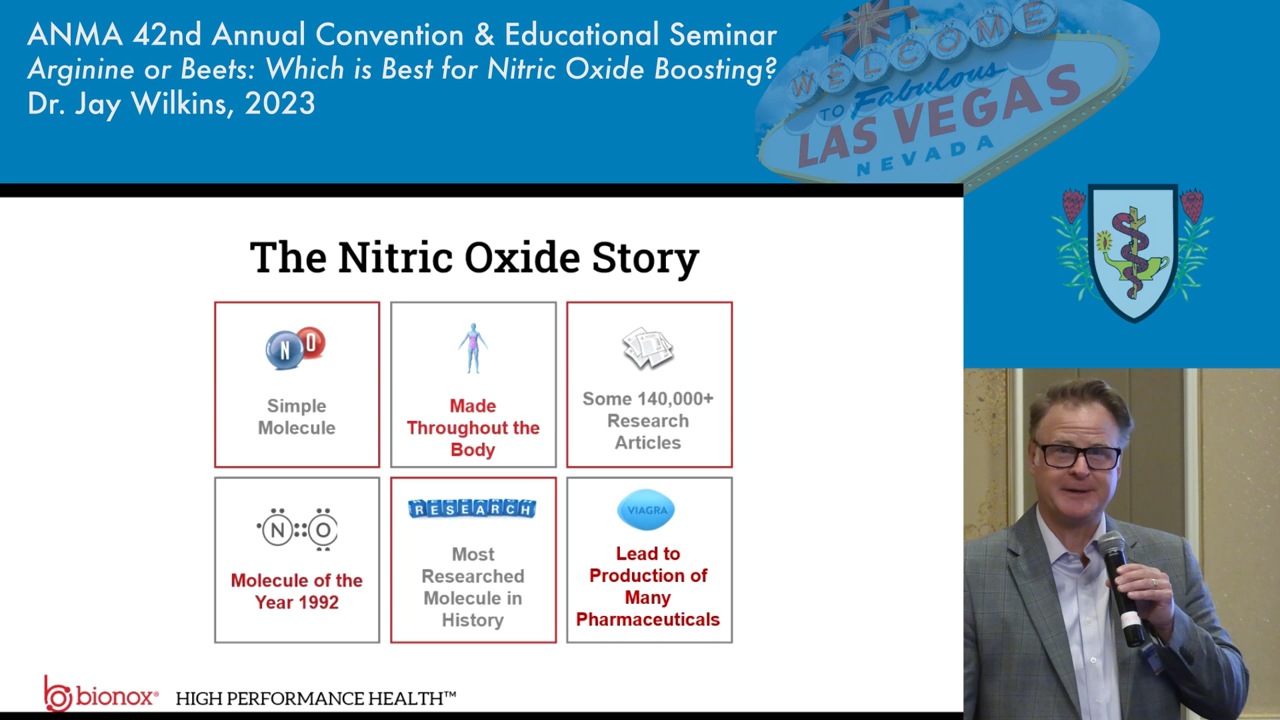 ANMA 42nd Annual Convention & Educational Seminar
Arginine or Beets: Which is Best for Nitric Oxide Boosting?
Dr. Jay Wilkins, 2023
WELCOME
TO Fabulous
LAS VEGAS
NEVADA
The Nitric Oxide Story
N O
Simple
Molecule
Made
Throughout the
Body
Some 140,000+
Research
Articles
N::O
Molecule of the
Year 1992
RESEARCH
Most
Researched
Molecule in
History
VIAGRA
Lead to
Production of
Many
Pharmaceuticals
bionox® HIGH PERFORMANCE HEALTH™